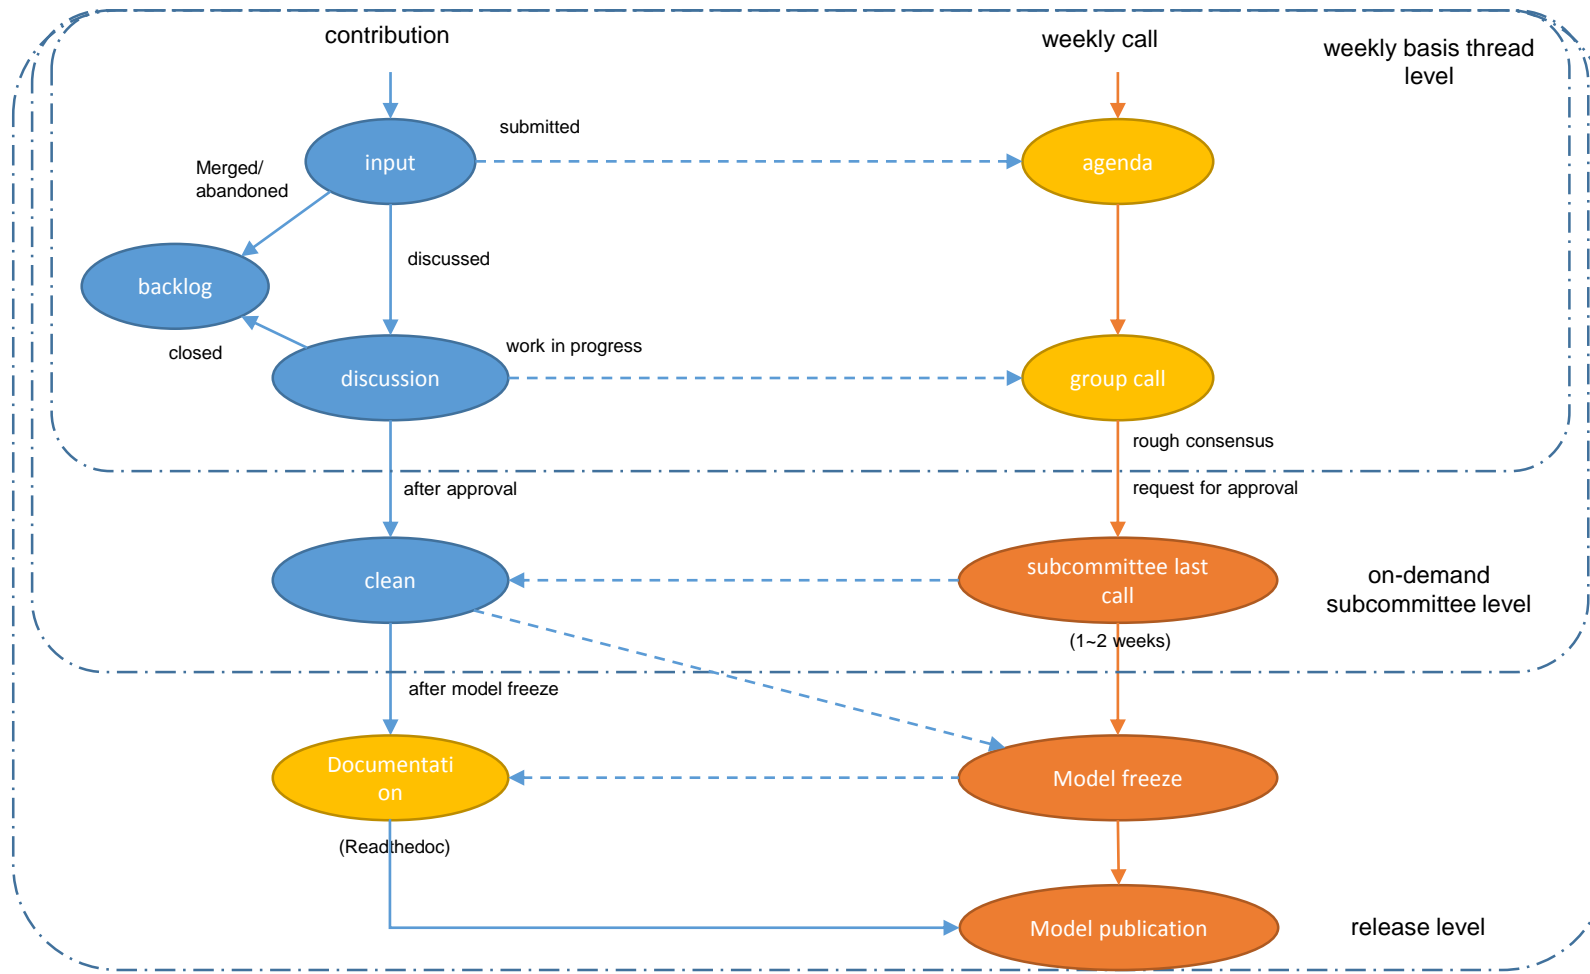 contribution
weekly call
weekly basis thread
level
submitted
input
agenda
Merged/
abandoned
discussed
backlog
closed
work in progress
discussion
group call
rough consensus
after approval
request for approval
clean
subcommittee last
call
on-demand
subcommittee level
(1~2 weeks)
after model freeze
Documentati
on
Model freeze
(Readthedoc)
Model publication
release level